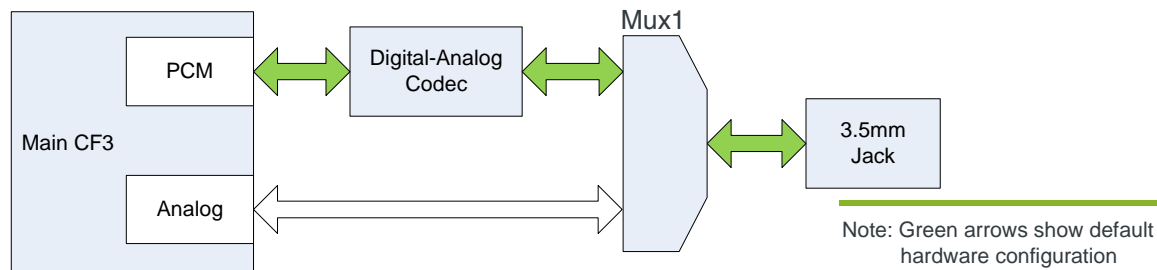 Mux1
PCM
Digital-Analog
Codec
Main CF3
3.5mm
Jack
Analog
Note: Green arrows show default
hardware configuration